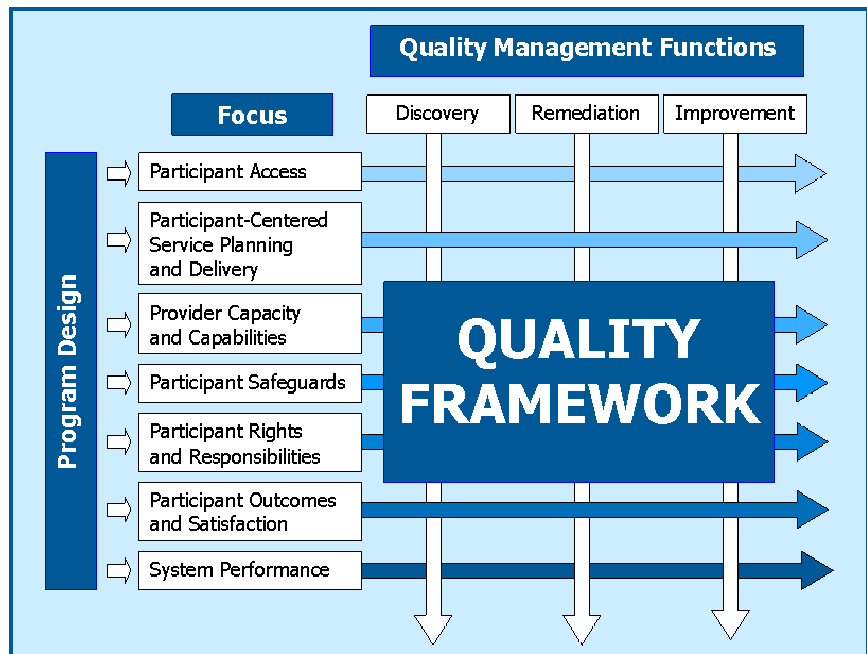 Quality Management Functions
Focus
Discovery
Remediation
Improvement
Program Design
Participant Access
Participant-Centered
Service Planning
and Delivery
Provider Capacity
and Capabilities
Participant Safeguards
Participant Rights
and Responsibilities
Participant Outcomes
and Satisfaction
System Performance
QUALITY
FRAMEWORK